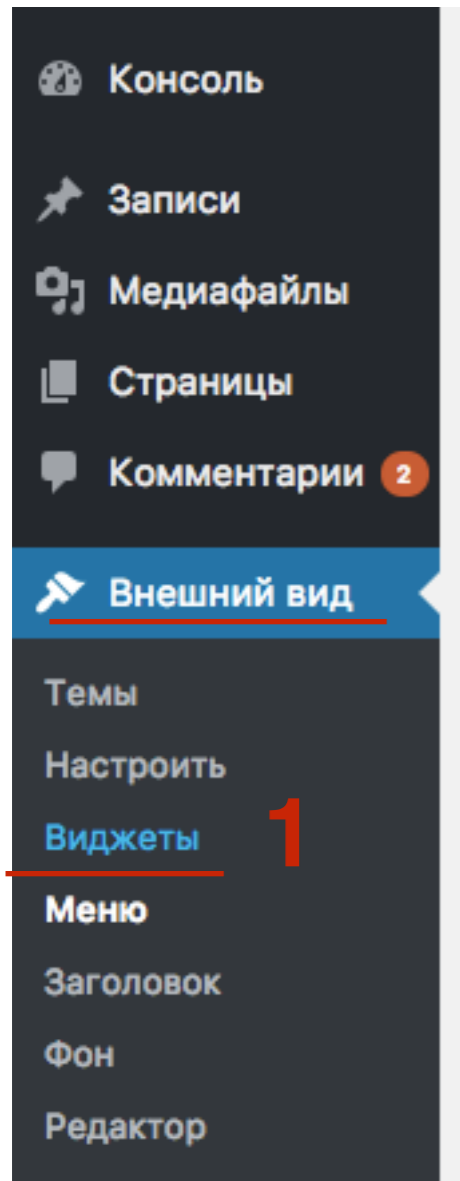 Консоль
Записи
Медиафайлы
Страницы
Комментарии 2
Внешний вид
Темы
Настроить
Виджеты 1
Меню
Заголовок
Фон
Редактор